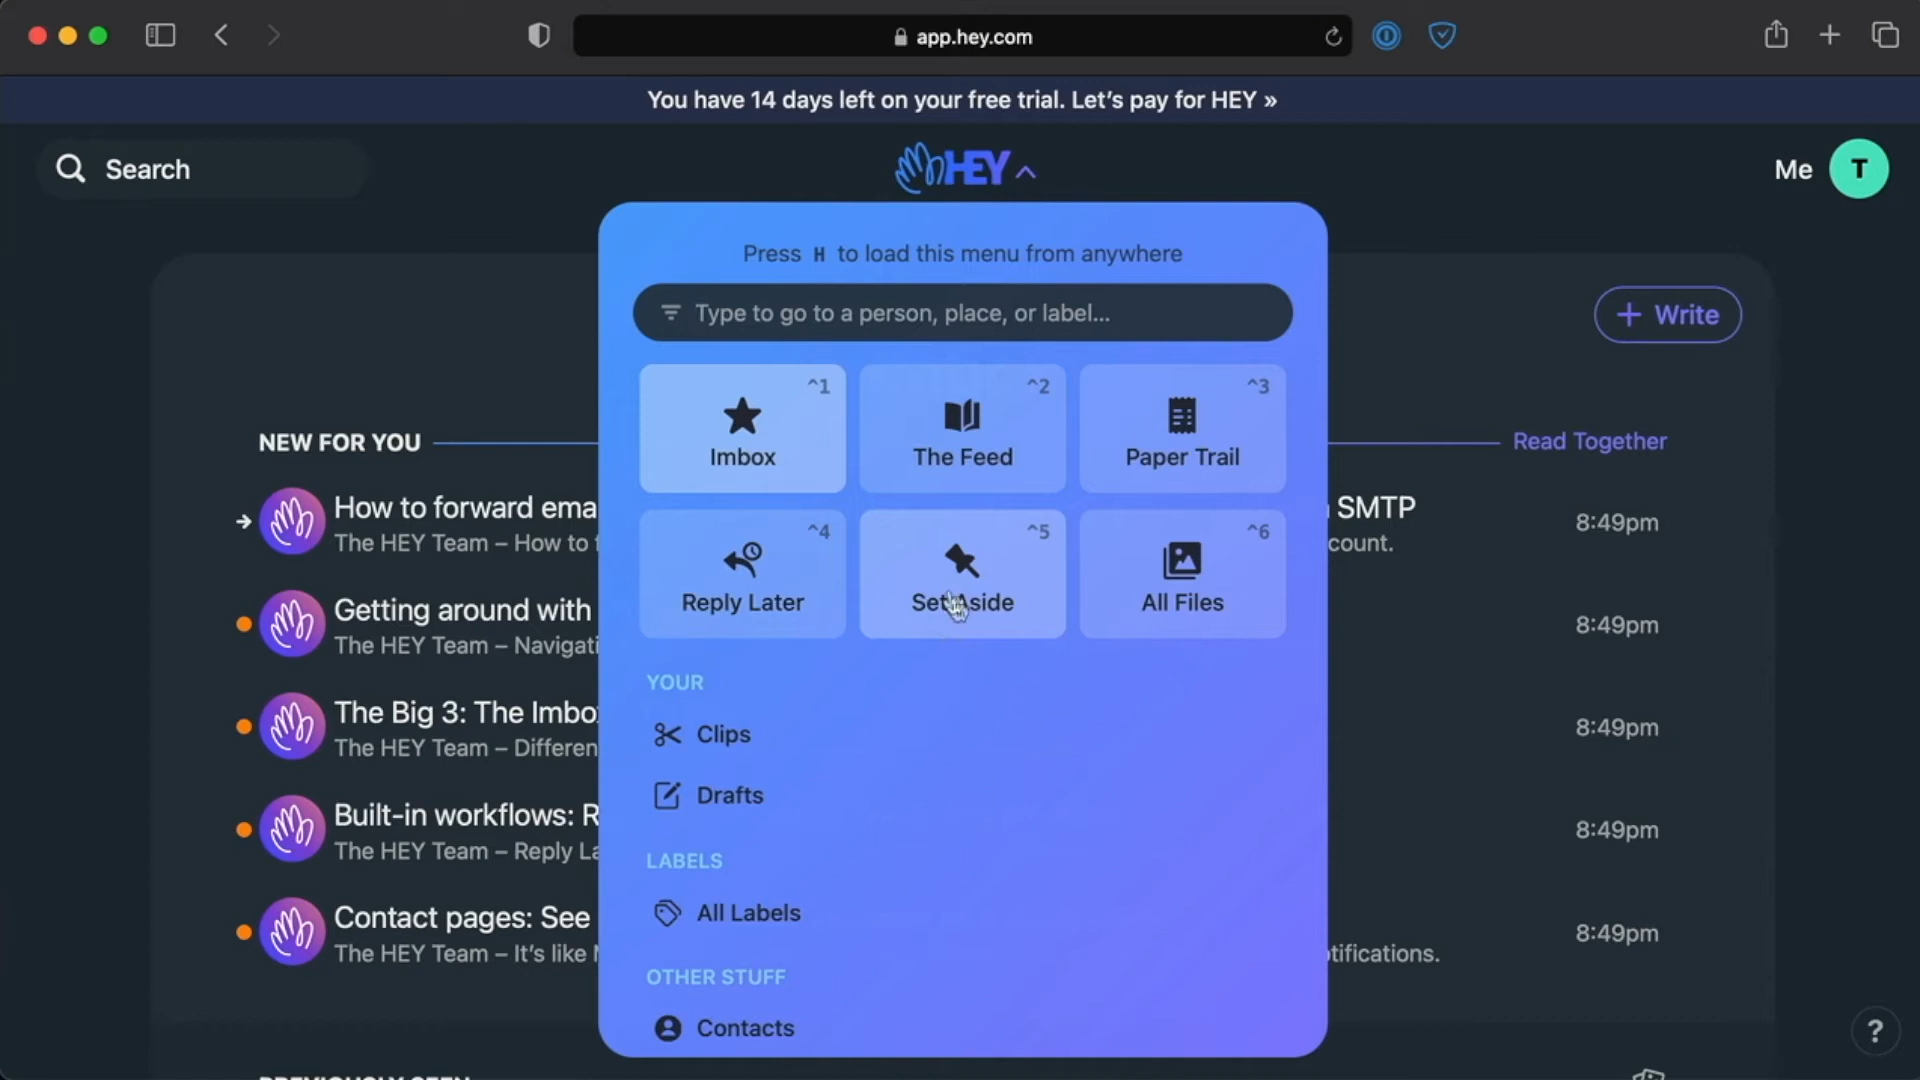 app.hey.com
You have 14 days left on your free trial. Let's pay for HEY »
Search
HEY
Me T
Press H to load this menu from anywhere
Type to go to a person, place, or label...
+ Write
^1 ^2 ^3
Imbox The Feed Paper Trail
NEW FOR YOU
Read Together
^4 ^5 ^6
Reply Later Set Aside All Files
How to forward ema
SMTP
8:49pm
The HEY Team – How to
count.
Getting around with
8:49pm
The HEY Team – Navigati
YOUR
Clips
Drafts
The Big 3: The Imbo
8:49pm
The HEY Team – Differen
Built-in workflows: R
8:49pm
The HEY Team – Reply La
LABELS
All Labels
Contact pages: See
8:49pm
The HEY Team – It's like
tifications.
OTHER STUFF
Contacts
?
PREVIOUSLY SEEN